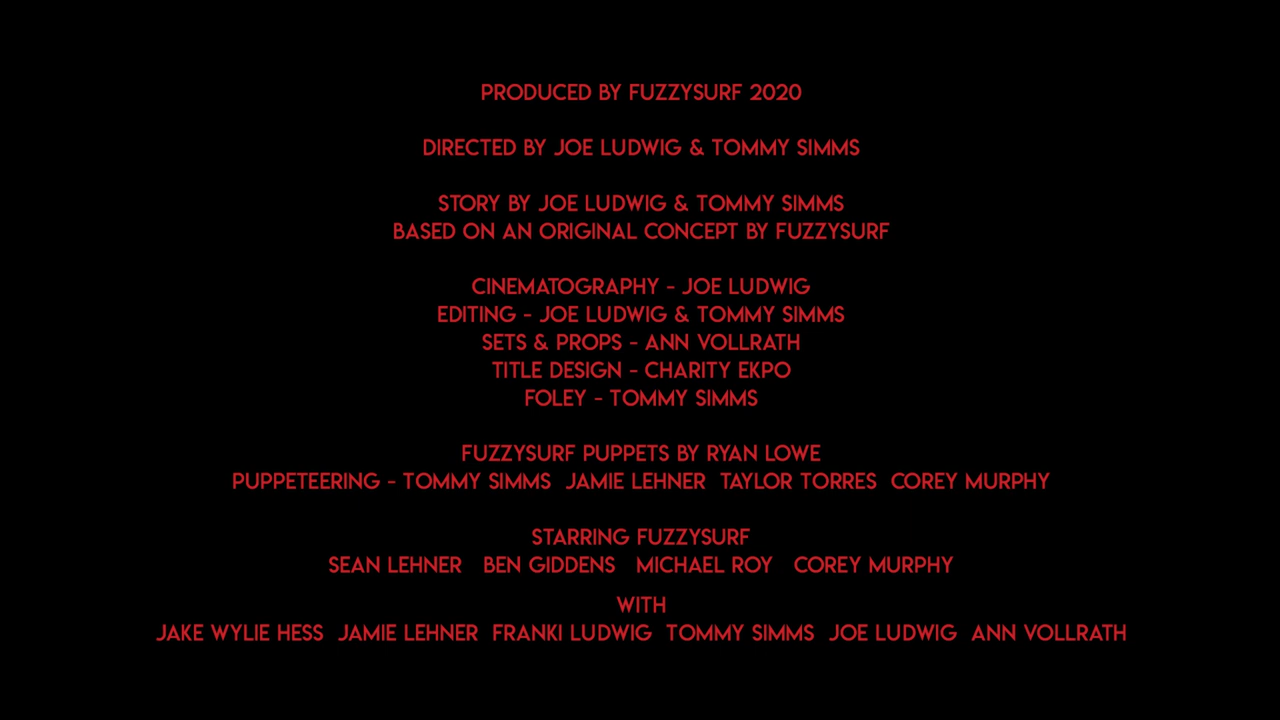 PRODUCED BY FUZZYSURF 2020
DIRECTED BY JOE LUDWIG & TOMMY SIMMS
STORY BY JOE LUDWIG & TOMMY SIMMS
BASED ON AN ORIGINAL CONCEPT BY FUZZYSURF
CINEMATOGRAPHY - JOE LUDWIG
EDITING - JOE LUDWIG & TOMMY SIMMS
SETS & PROPS - ANN VOLLRATH
TITLE DESIGN - CHARITY EKPO
FOLEY - TOMMY SIMMS
FUZZYSURF PUPPETS BY RYAN LOWE
PUPPETEERING - TOMMY SIMMS JAMIE LEHNER TAYLOR TORRES COREY MURPHY
STARRING FUZZYSURF
SEAN LEHNER BEN GIDDENS MICHAEL ROY COREY MURPHY
WITH
JAKE WYLIE HESS JAMIE LEHNER FRANKI LUDWIG TOMMY SIMMS JOE LUDWIG ANN VOLLRATH